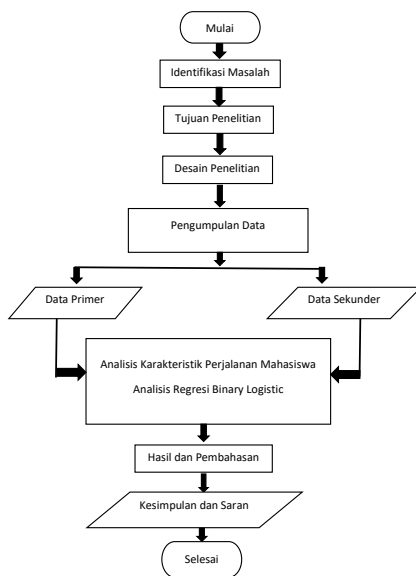 Mulai
Identifikasi Masalah
Tujuan Penelitian
Desain Penelitian
Pengumpulan Data
Data Primer
Data Sekunder
Analisis Karakteristik Perjalanan Mahasiswa
Analisis Regresi Binary Logistic
Hasil dan Pembahasan
Kesimpulan dan Saran
Selesai